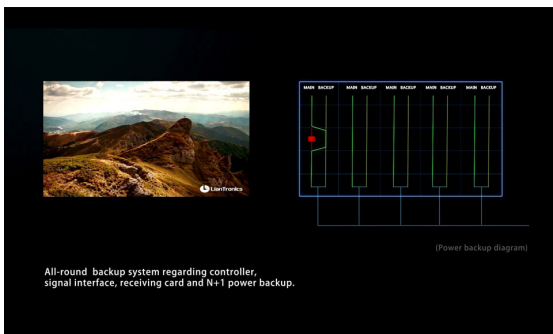 MAIN BACKUP MAIN BACKUP MAIN BACKUP MAIN BACKUP MAIN BACKUP
LianTronics
(Power backup diagram)
All-round backup system regarding controller,
signal interface, receiving card and N+1 power backup.